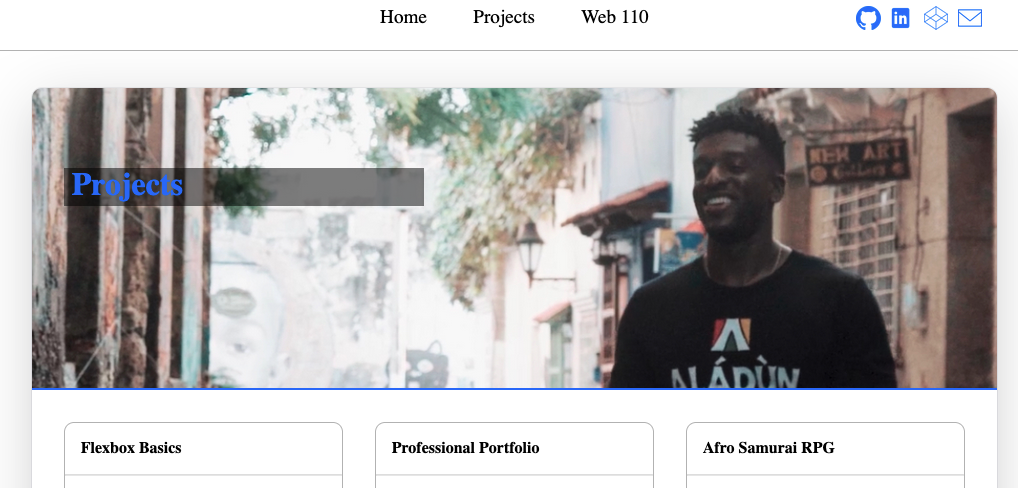 Home Projects Web 110
Projects
NEW ART
Gallery
ALÁDÙN
Flexbox Basics Professional Portfolio Afro Samurai RPG